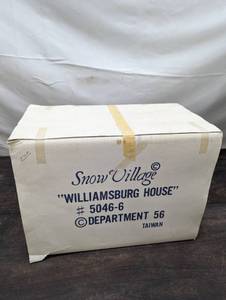 Snow Village©
"WILLIAMSBURG HOUSE"
# 5046-6
©DEPARTMENT 56
TAIWAN